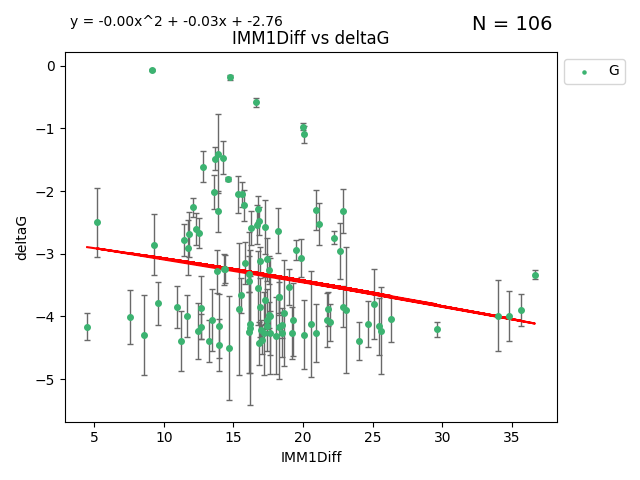 y = -0.00x^2 + -0.03x + -2.76
N = 106
IMM1Diff vs deltaG
G
deltaG
0
−1
−2
−3
−4
−5
5 10 15 20 25 30 35
IMM1Diff